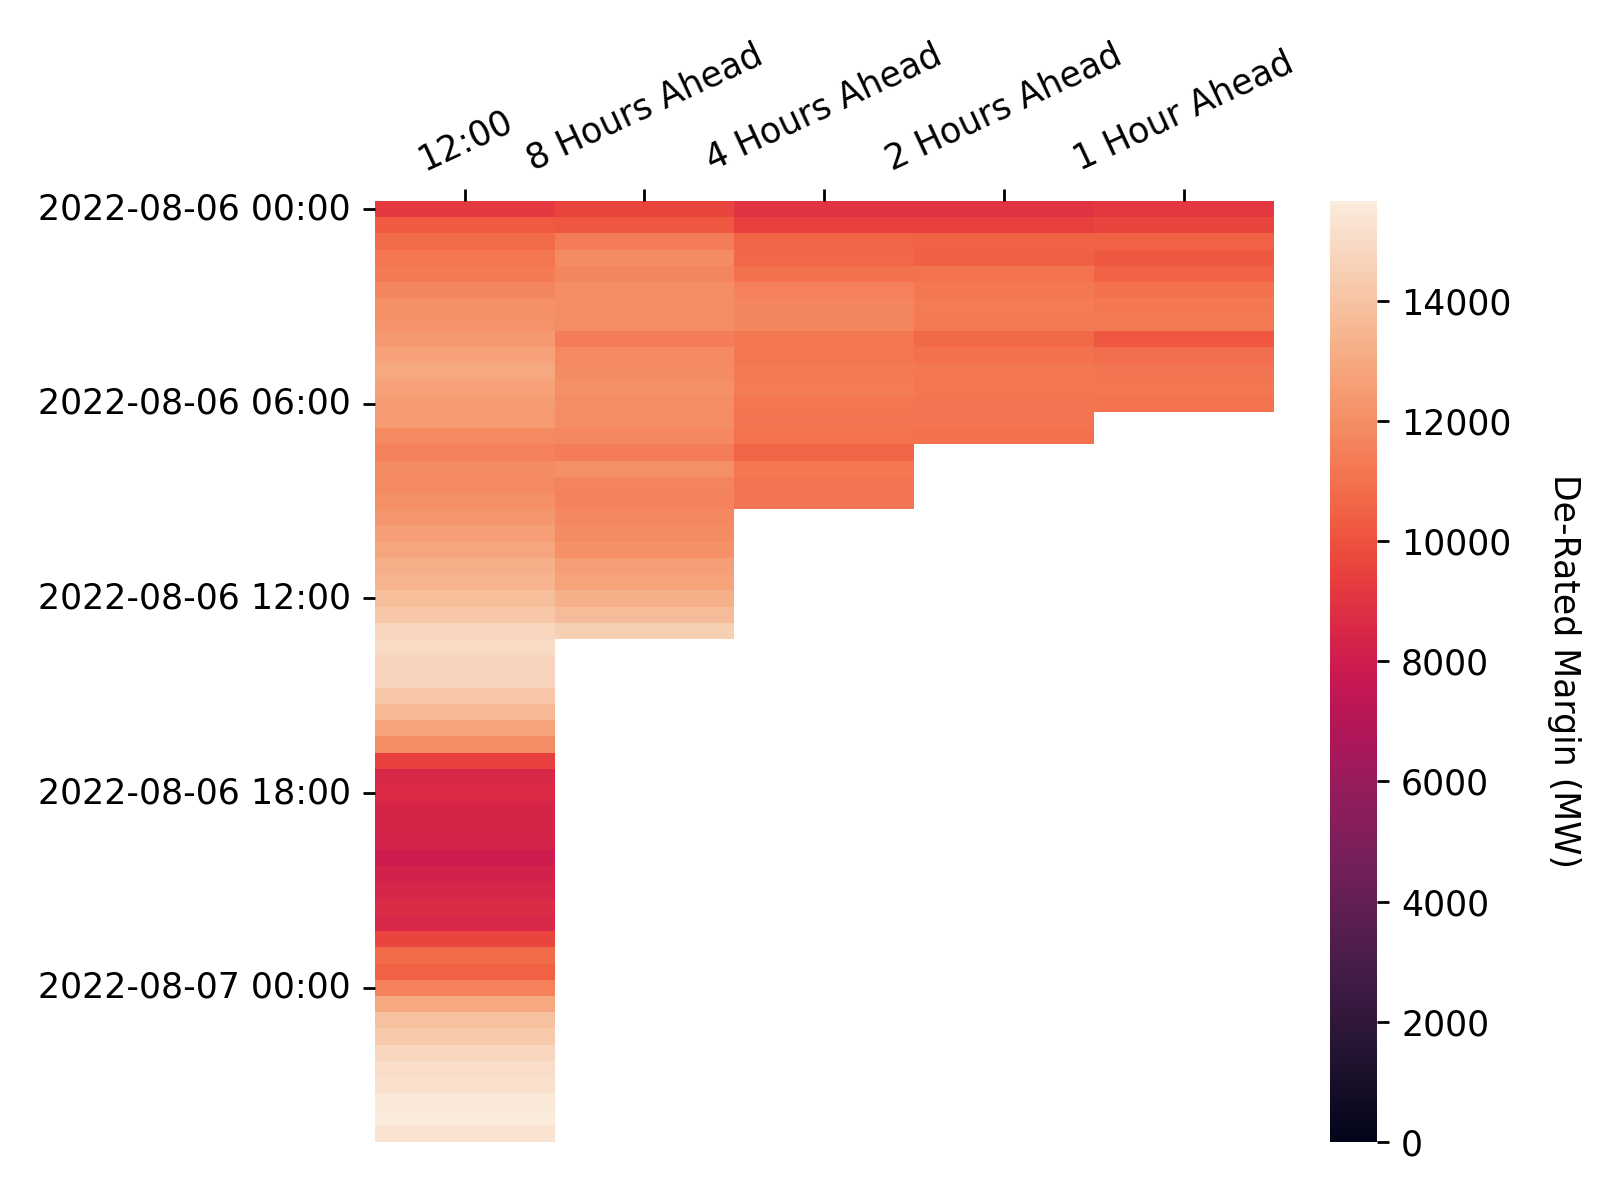 12:00
8 Hours Ahead
4 Hours Ahead
2 Hours Ahead
1 Hour Ahead
2022-08-06 00:00
2022-08-06 06:00
2022-08-06 12:00
2022-08-06 18:00
2022-08-07 00:00
14000
12000
10000
8000
6000
4000
2000
0
De-Rated Margin (MW)